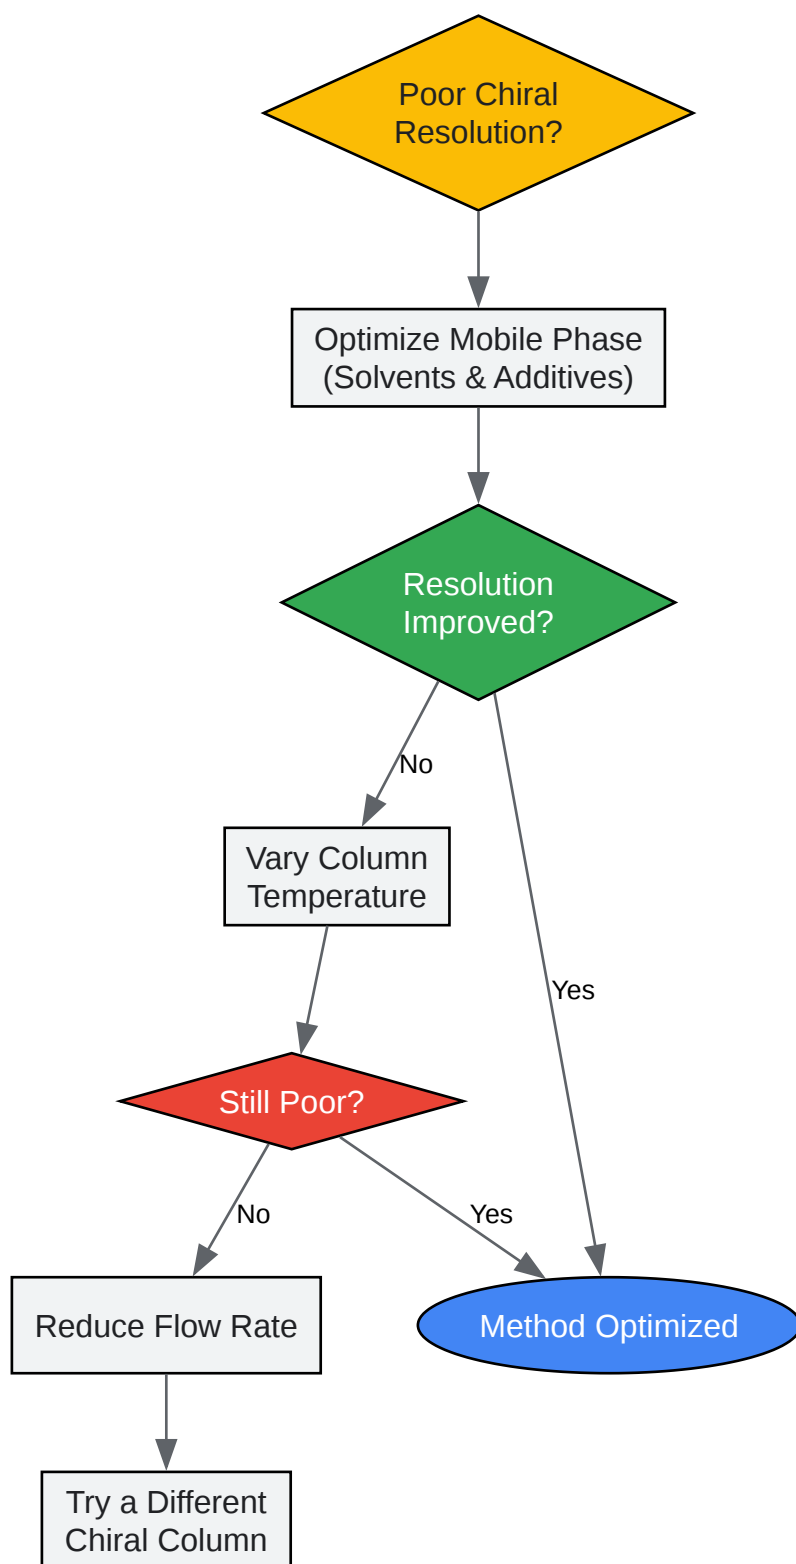 Poor Chiral
Resolution?
Optimize Mobile Phase
(Solvents & Additives)
Resolution
Improved?
No
Vary Column
Temperature
Yes
Still Poor?
No
Yes
Reduce Flow Rate
Method Optimized
Try a Different
Chiral Column